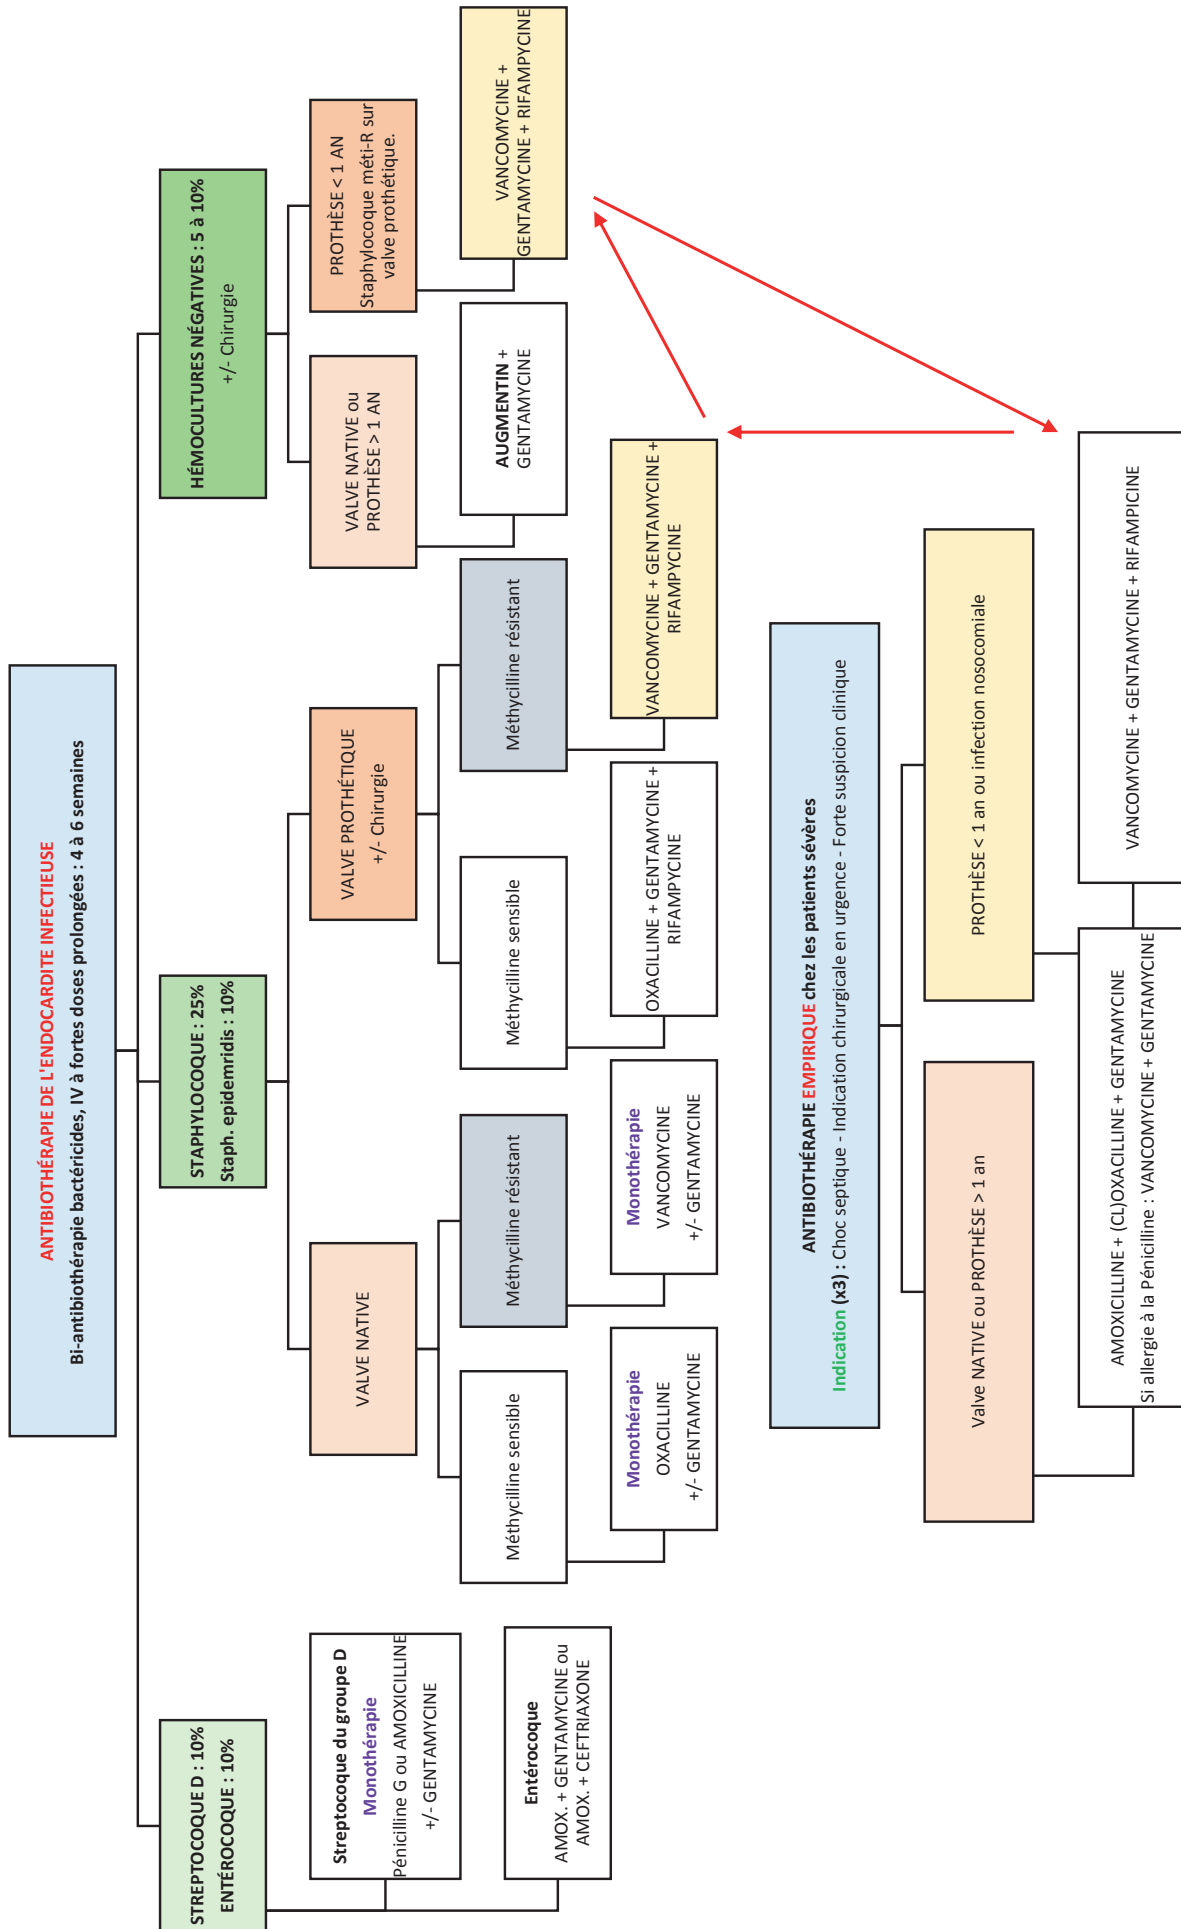 ANTIBIOTHÉRAPIE DE L'ENDOCARDITE INFECTIEUSE
Bi-antibiothérapie bactéricides, IV à fortes doses prolongées : 4 à 6 semaines
STREPTOCOQUE D : 10%
ENTÉROCOQUE : 10%
Streptocoque du groupe D
Monothérapie
Pénicilline G ou AMOXICILLINE
+/- GENTAMYCINE
Entérocoque
AMOX. + GENTAMYCINE ou
AMOX. + CEFTRIAXONE
STAPHYLOCOQUE : 25%
Staph. epidemridis : 10%
VALVE NATIVE
Méthycilline sensible
Monothérapie
OXACILLINE
+/- GENTAMYCINE
Méthycilline résistant
Monothérapie
VANCOMYCINE
+/- GENTAMYCINE
VALVE PROTHÉTIQUE
+/- Chirurgie
Méthycilline sensible
OXACILLINE + GENTAMYCINE +
RIFAMPYCINE
Méthycilline résistant
VANCOMYCINE + GENTAMYCINE +
RIFAMPYCINE
HÉMOCULTURES NÉGATIVES : 5 à 10%
+/- Chirurgie
VALVE NATIVE ou
PROTHÈSE > 1 AN
AUGMENTIN +
GENTAMYCINE
PROTHÈSE < 1 AN
Staphylocoque méti-R sur
valve prothétique.
VANCOMYCINE +
GENTAMYCINE + RIFAMPYCINE
ANTIBIOTHÉRAPIE EMPIRIQUE chez les patients sévères
Indication (x3) : Choc septique - Indication chirurgicale en urgence - Forte suspicion clinique
Valve NATIVE ou PROTHÈSE > 1 an
AMOXICILLINE + (CL)OXACILLINE + GENTAMYCINE
Si allergie à la Pénicilline : VANCOMYCINE + GENTAMYCINE
PROTHÈSE < 1 an ou infection nosocomiale
VANCOMYCINE + GENTAMYCINE + RIFAMPICINE